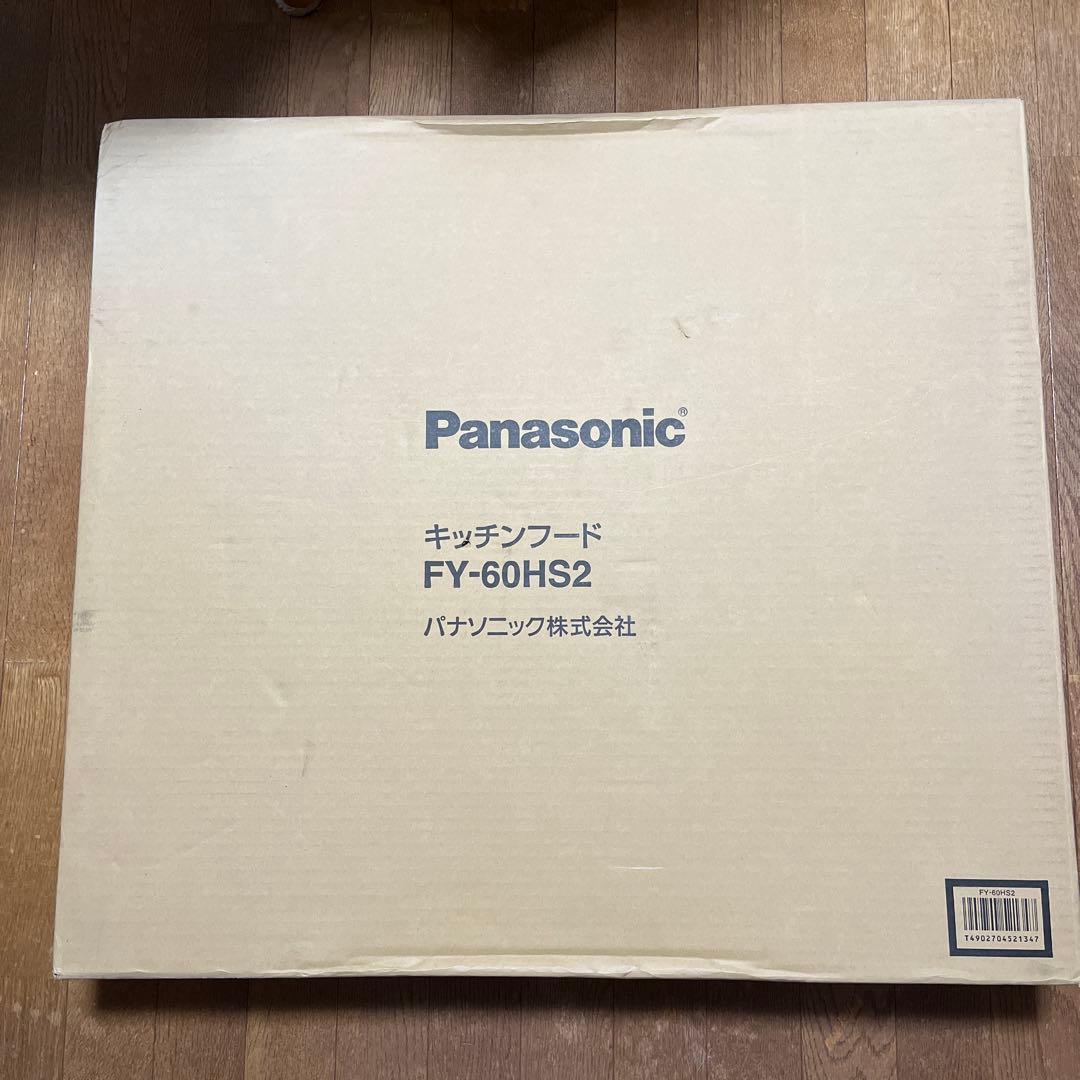 Panasonic®
キッチンフード
FY-60HS2
パナソニック株式会社
FY-60HS2
T4902704521347